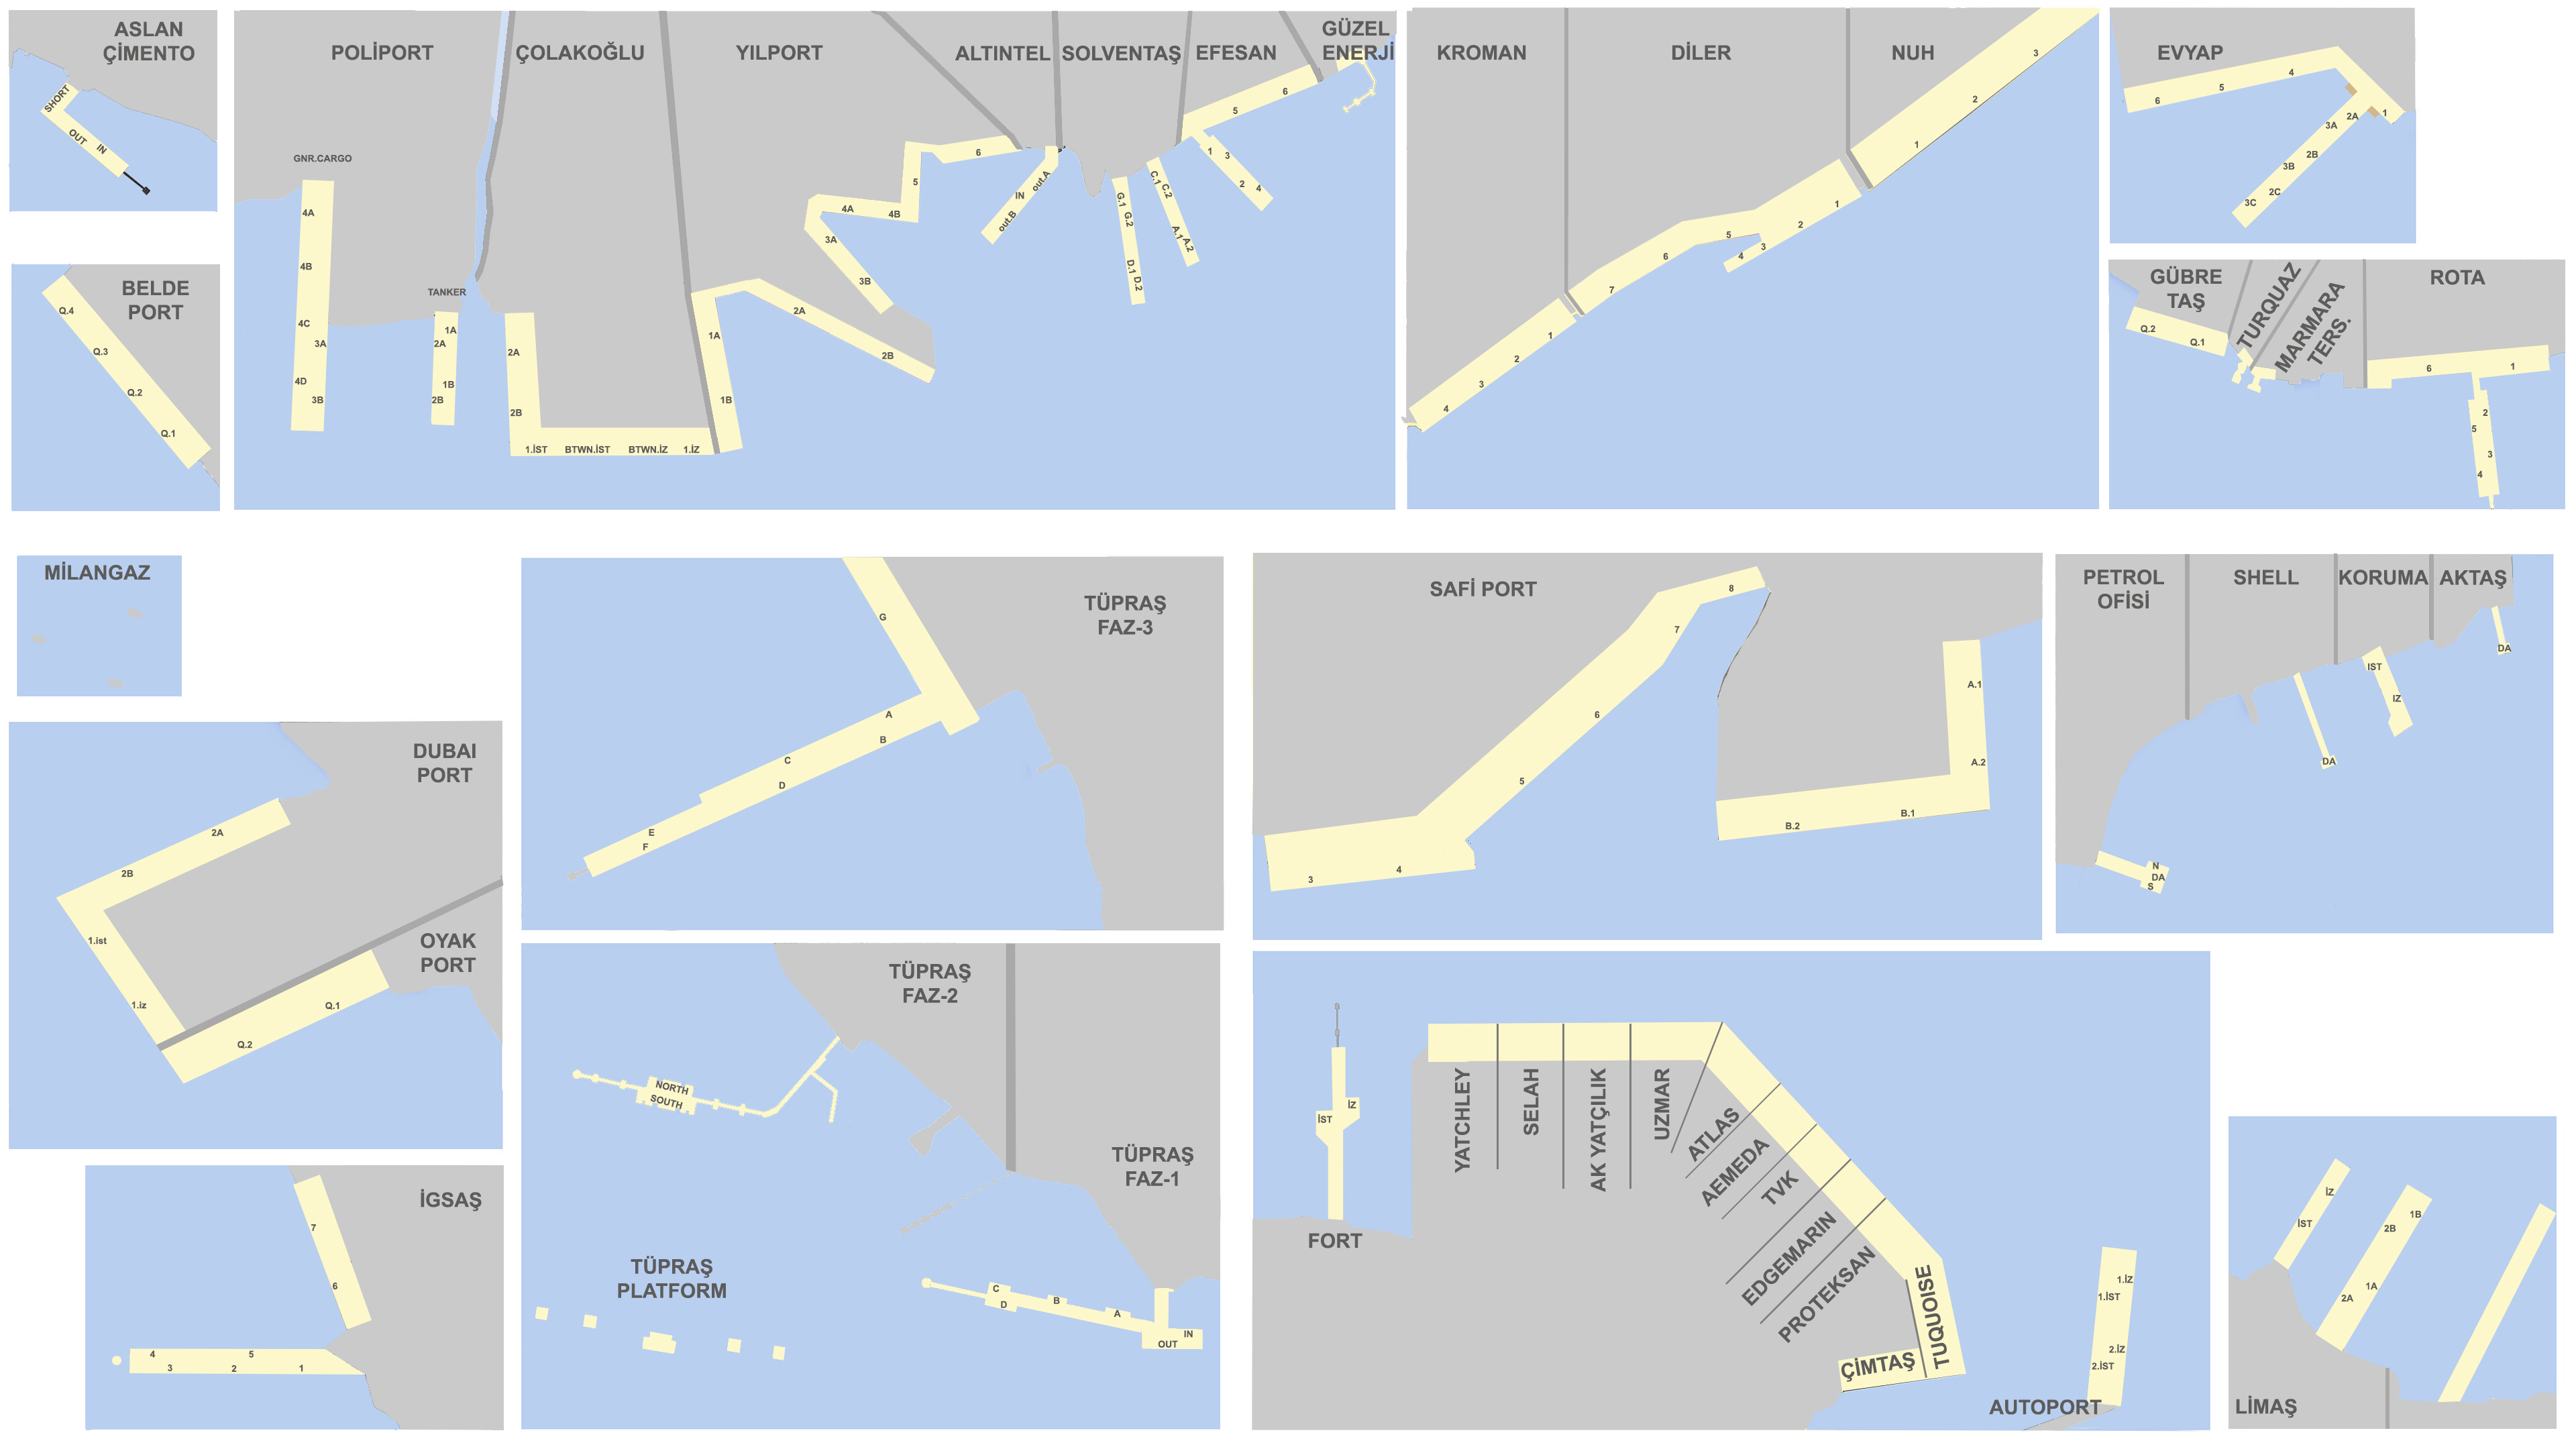 ASLAN
ÇİMENTO
SHORT
OUT
IN
BELDE
PORT
Q.4
Q.3
Q.2
Q.1
POLİPORT
ÇOLAKOĞLU
YILPORT
ALTINTEL
SOLVENTAŞ
EFESAN
GÜZEL
ENERJİ
GNR.CARGO
4A
4B
4C
3A
4D
3B
TANKER
1A
2A
1B
2B
2A
2B
1.İST
BTWN.İST
BTWN.İZ
1.İZ
1A
1B
2A
2B
3A
3B
4A
4B
5
6
IN
out.A
out.B
G.1
G.2
D.1
D.2
C.1
C.2
A.1
A.2
1
3
2
4
5
6
KROMAN
DİLER
NUH
4
3
2
1
7
6
5
4
3
2
1
1
2
3
EVYAP
6
5
4
1
2A
3A
2B
3B
2C
3C
GÜBRE
TAŞ
TURQUAZ
MARMARA
TERS.
ROTA
Q.2
Q.1
6
1
2
5
3
4
MİLANGAZ
DUBAI
PORT
2A
2B
1.ist
1.iz
OYAK
PORT
Q.1
Q.2
İGSAŞ
7
6
4
5
3
2
1
TÜPRAŞ
FAZ-3
G
A
B
C
D
E
F
TÜPRAŞ
FAZ-2
NORTH
SOUTH
TÜPRAŞ
FAZ-1
TÜPRAŞ
PLATFORM
C
D
B
A
IN
OUT
SAFİ PORT
8
7
6
5
4
3
A.1
A.2
B.1
B.2
PETROL
OFİSİ
SHELL
KORUMA
AKTAŞ
DA
IST
IZ
DA
N
DA
S
FORT
İST
İZ
YATCHLEY
SELAH
AK YATÇILIK
UZMAR
ATLAS
AEMEDA
TVK
EDGEMARIN
PROTEKSAN
TUQUOISE
ÇİMTAŞ
AUTOPORT
1.İZ
1.İST
2.İZ
2.İST
LİMAŞ
İZ
İST
1B
2B
1A
2A